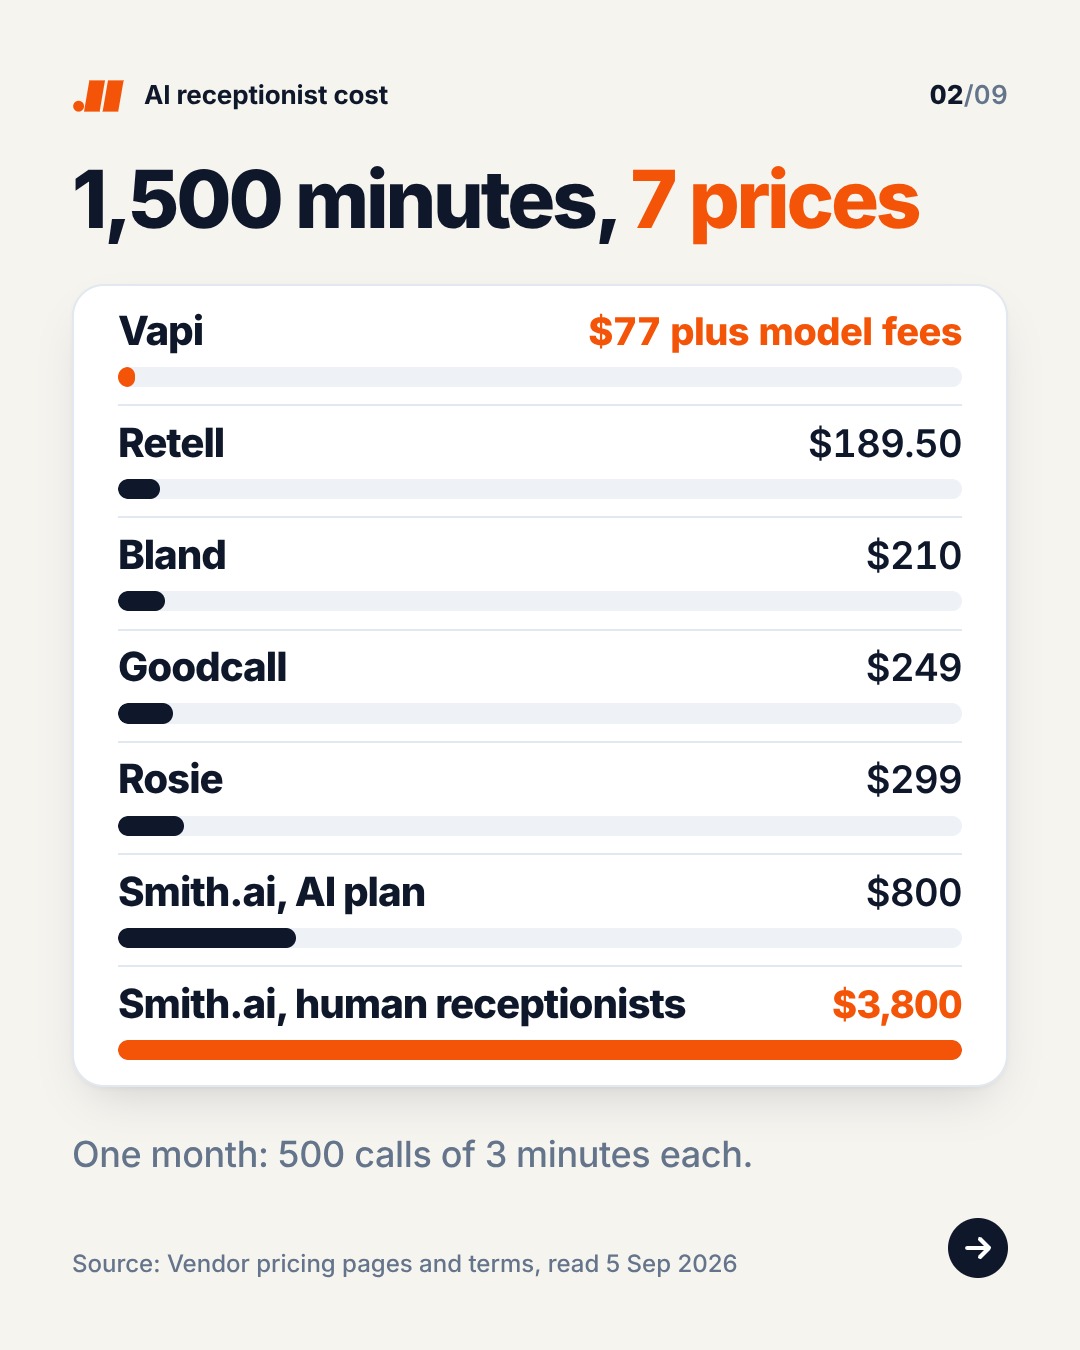 AI receptionist cost
02/09
1,500 minutes, 7 prices
Vapi $77 plus model fees
Retell $189.50
Bland $210
Goodcall $249
Rosie $299
Smith.ai, AI plan $800
Smith.ai, human receptionists $3,800
One month: 500 calls of 3 minutes each.
Source: Vendor pricing pages and terms, read 5 Sep 2026